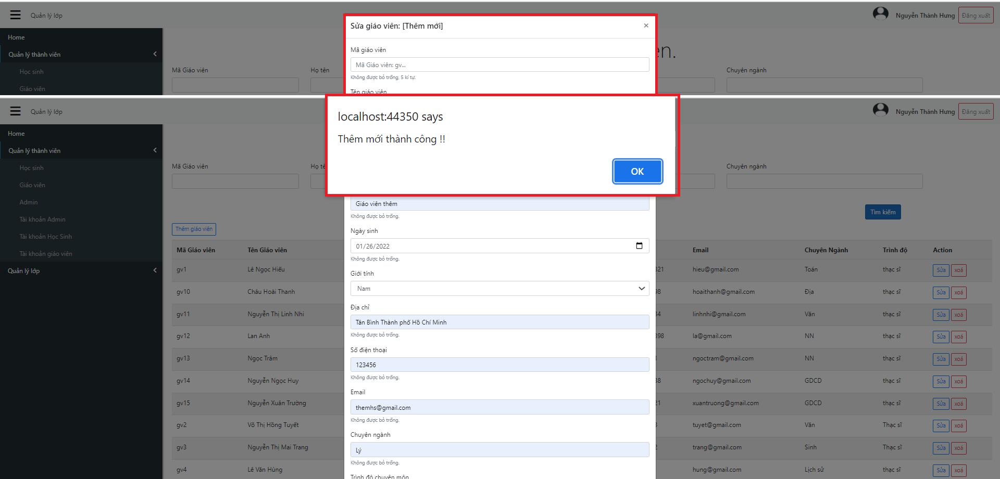 Quản lý lớp
Nguyễn Thành Hưng
Đăng xuất
Home
Quản lý thành viên
Học sinh
Giáo viên
Sửa giáo viên: [Thêm mới]
×
Mã giáo viên
Mã Giáo viên: gv...
Không được bỏ trống, 5 kí tự.
Tên giáo viên
Mã Giáo viên
Họ tên
Chuyên ngành
Quản lý lớp
Nguyễn Thành Hưng
Đăng xuất
Home
Quản lý thành viên
Học sinh
Giáo viên
Admin
Tài khoản Admin
Tài khoản Học Sinh
Tài khoản giáo viên
Quản lý lớp
localhost:44350 says
Thêm mới thành công !!
OK
Mã Giáo viên
Chuyên ngành
Tìm kiếm
Thêm giáo viên
Giáo viên thêm
Không được bỏ trống.
Ngày sinh
01/26/2022
Không được bỏ trống.
Giới tính
Nam
Địa chỉ
Tân Bình Thành phố Hồ Chí Minh
Không được bỏ trống.
Số điện thoại
123456
Không được bỏ trống.
Email
themhs@gmail.com
Không được bỏ trống.
Chuyên ngành
Lý
Không được bỏ trống.
Trình độ chuyên môn
Mã Giáo viên Tên Giáo viên Email Chuyên Ngành Trình độ Action
gv1 Lê Ngọc Hiếu hieu@gmail.com Toán thạc sĩ Sửa xoá
gv10 Châu Hoài Thanh hoaithanh@gmail.com Địa thạc sĩ Sửa xoá
gv11 Nguyễn Thị Linh Nhi linhnhi@gmail.com Văn thạc sĩ Sửa xoá
gv12 Lan Anh la@gmail.com NN thạc sĩ Sửa xoá
gv13 Ngọc Trâm ngoctram@gmail.com NN thạc sĩ Sửa xoá
gv14 Nguyễn Ngọc Huy ngochuy@gmail.com GDCD thạc sĩ Sửa xoá
gv15 Nguyễn Xuân Trường xuantruong@gmail.com GDCD thạc sĩ Sửa xoá
gv2 Võ Thị Hồng Tuyết tuyet@gmail.com Văn Thạc sĩ Sửa xoá
gv3 Nguyễn Thị Mai Trang trang@gmail.com Sinh Thạc sĩ Sửa xoá
gv4 Lê Văn Hùng hung@gmail.com Lịch sử thạc sĩ Sửa xoá